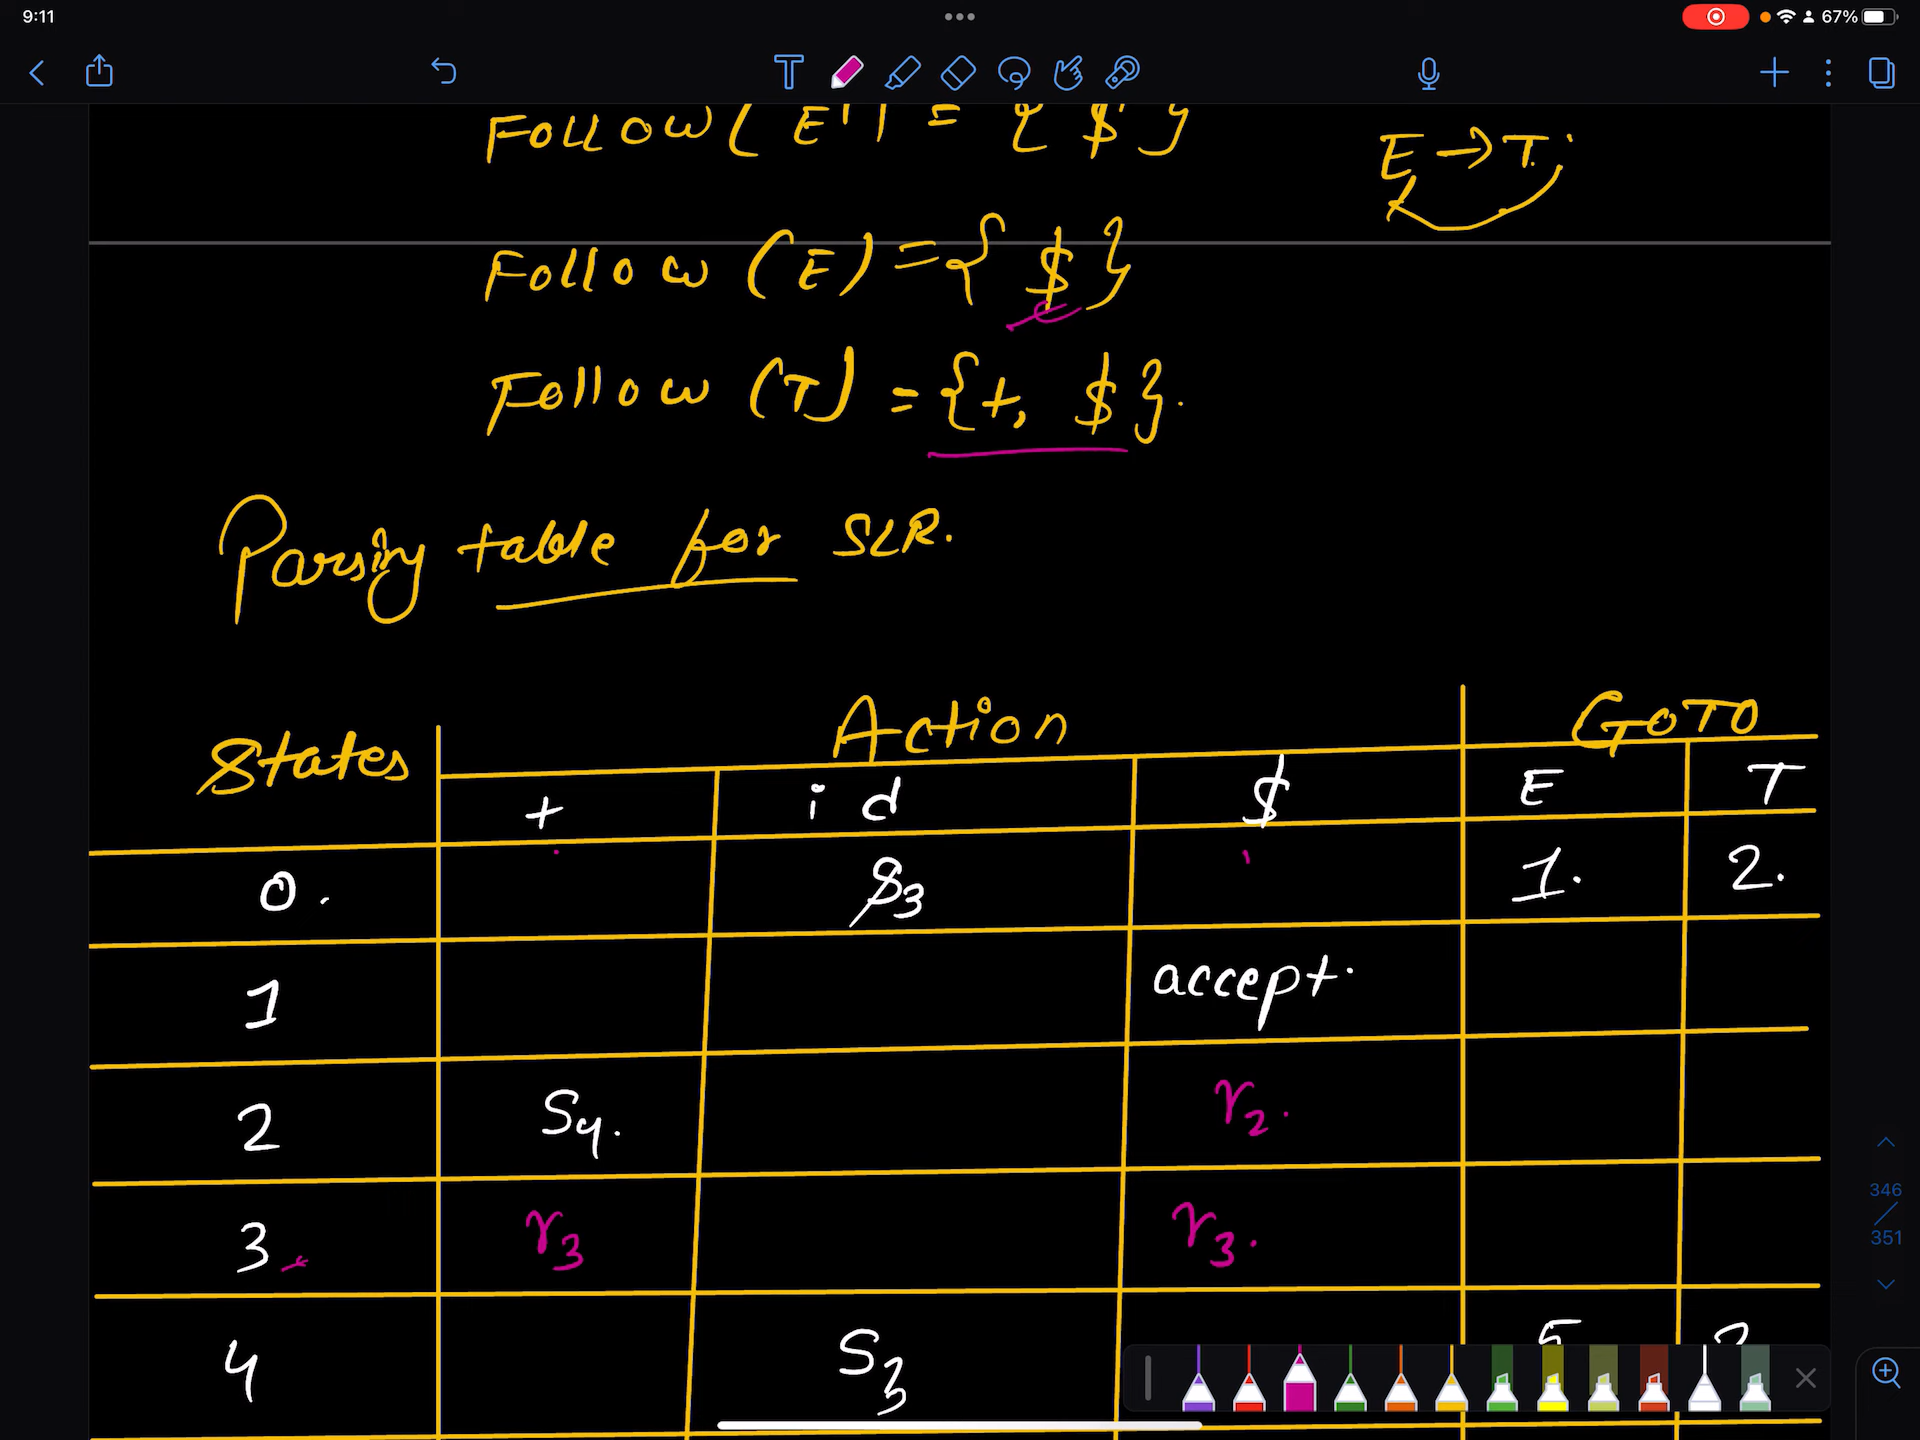 9:11
67%
Follow(E') = {$}
E → T.
Follow (E) = {$}
Follow (T) = {+, $}.
Parsing table for SLR.
States Action GOTO
+ id $ E T
0. S3 1. 2.
1 accept.
2 S4. r2.
3. r3 r3.
4 S3 5
346
/
351